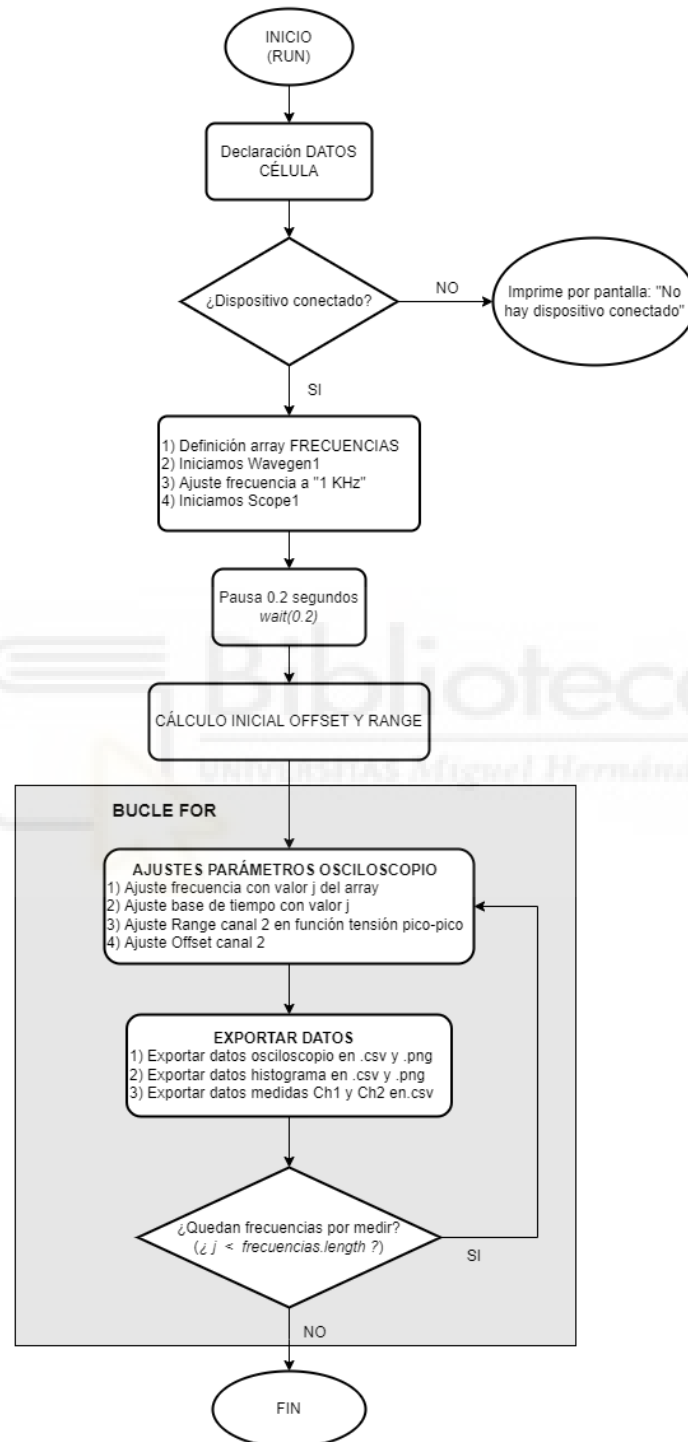 INICIO
(RUN)
Declaración DATOS
CÉLULA
¿Dispositivo conectado?
NO
Imprime por pantalla: "No
hay dispositivo conectado"
SI
1) Definición array FRECUENCIAS
2) Iniciamos Wavegen1
3) Ajuste frecuencia a "1 KHz"
4) Iniciamos Scope1
Pausa 0.2 segundos
wait(0.2)
Biblioteca
CÁLCULO INICIAL OFFSET Y RANGE
UNIVERSITAS Miguel Hernánd
BUCLE FOR
AJUSTES PARÁMETROS OSCILOSCOPIO
1) Ajuste frecuencia con valor j del array
2) Ajuste base de tiempo con valor j
3) Ajuste Range canal 2 en función tensión pico-pico
4) Ajuste Offset canal 2
EXPORTAR DATOS
1) Exportar datos osciloscopio en .csv y .png
2) Exportar datos histograma en .csv y .png
3) Exportar datos medidas Ch1 y Ch2 en.csv
¿Quedan frecuencias por medir?
(¿ j < frecuencias.length ?)
SI
NO
FIN